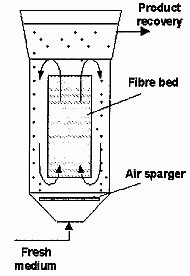 Product
recovery
Fibre bed
Air sparger
Fresh
medium